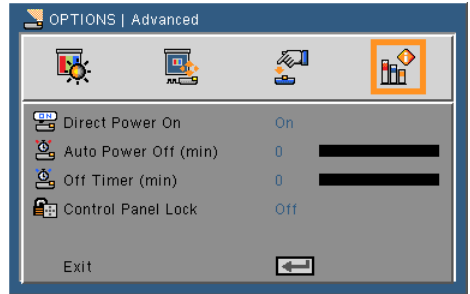 OPTIONS | Advanced
Direct Power On On
Auto Power Off (min) 0
Off Timer (min) 0
Control Panel Lock Off
Exit